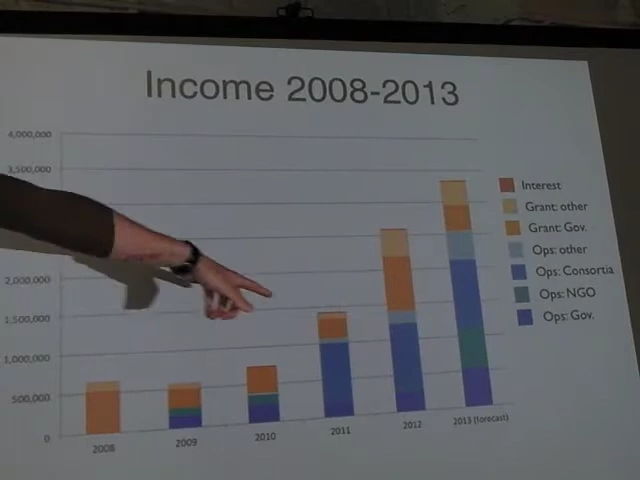 Income 2008-2013
4,000,000
3,500,000
2,000,000
1,500,000
1,000,000
500,000
0
2008
2009
2010
2011
2012
2013 (forecast)
Interest
Grant: other
Grant: Gov.
Ops: other
Ops: Consortia
Ops: NGO
Ops: Gov.